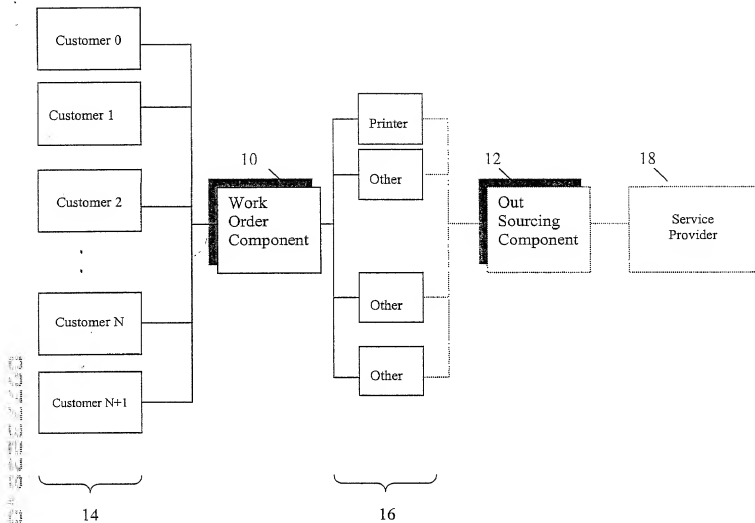 Customer 0
Customer 1
Customer 2
Customer N
Customer N+1
14
10
Work
Order
Component
Printer
Other
Other
Other
16
12
Out
Sourcing
Component
18
Service
Provider